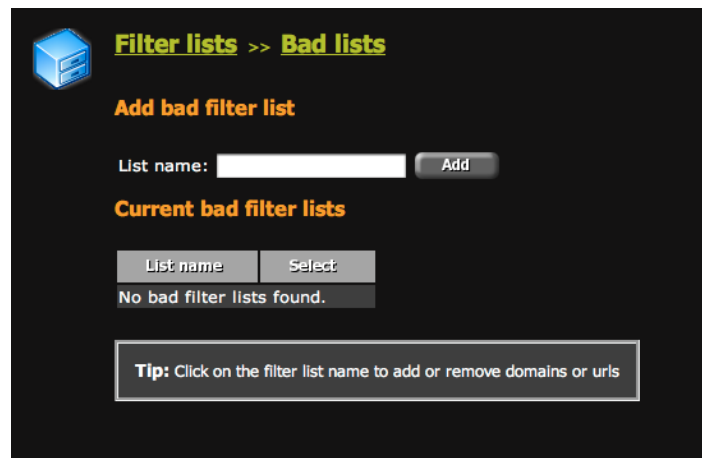 Filter lists >> Bad lists
Add bad filter list
List name: Add
Current bad filter lists
List name Select
No bad filter lists found.
Tip: Click on the filter list name to add or remove domains or urls